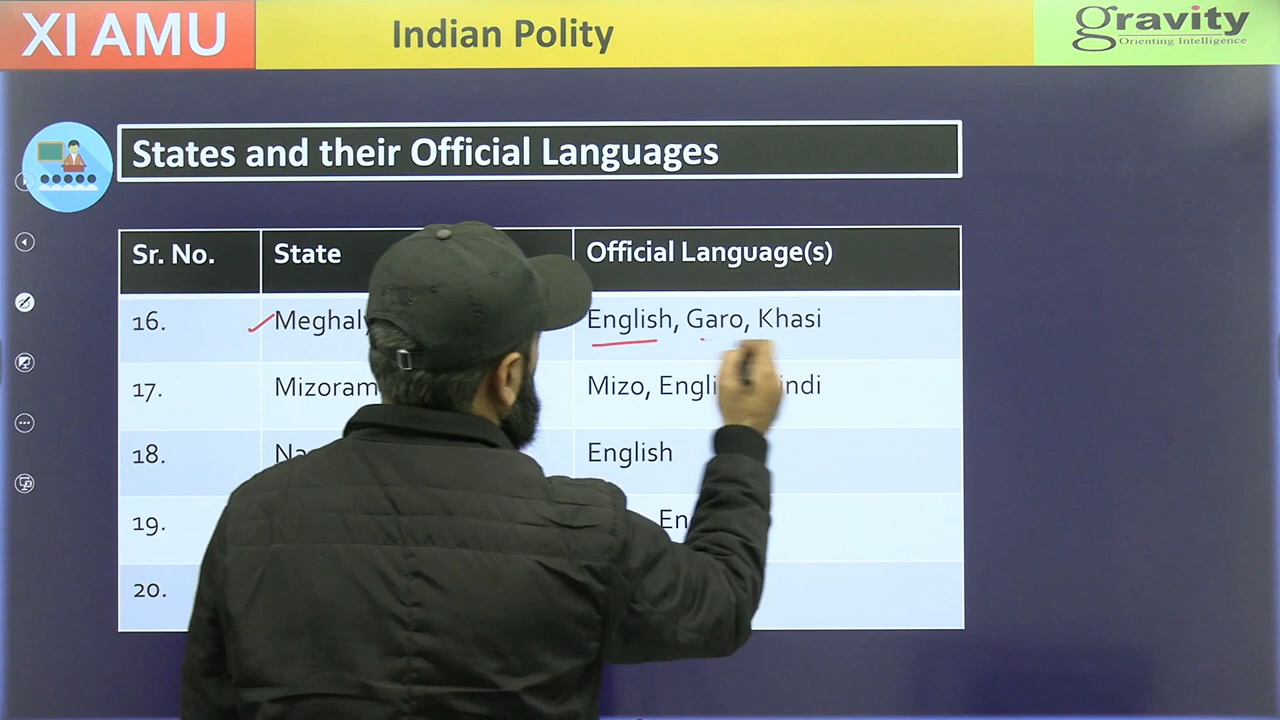 XI AMU
Indian Polity
gravity
Orienting Intelligence
States and their Official Languages
Sr. No. State Official Language(s)
16. English, Garo, Khasi
17. Mizoram Mizo,
18. English
19.
20.